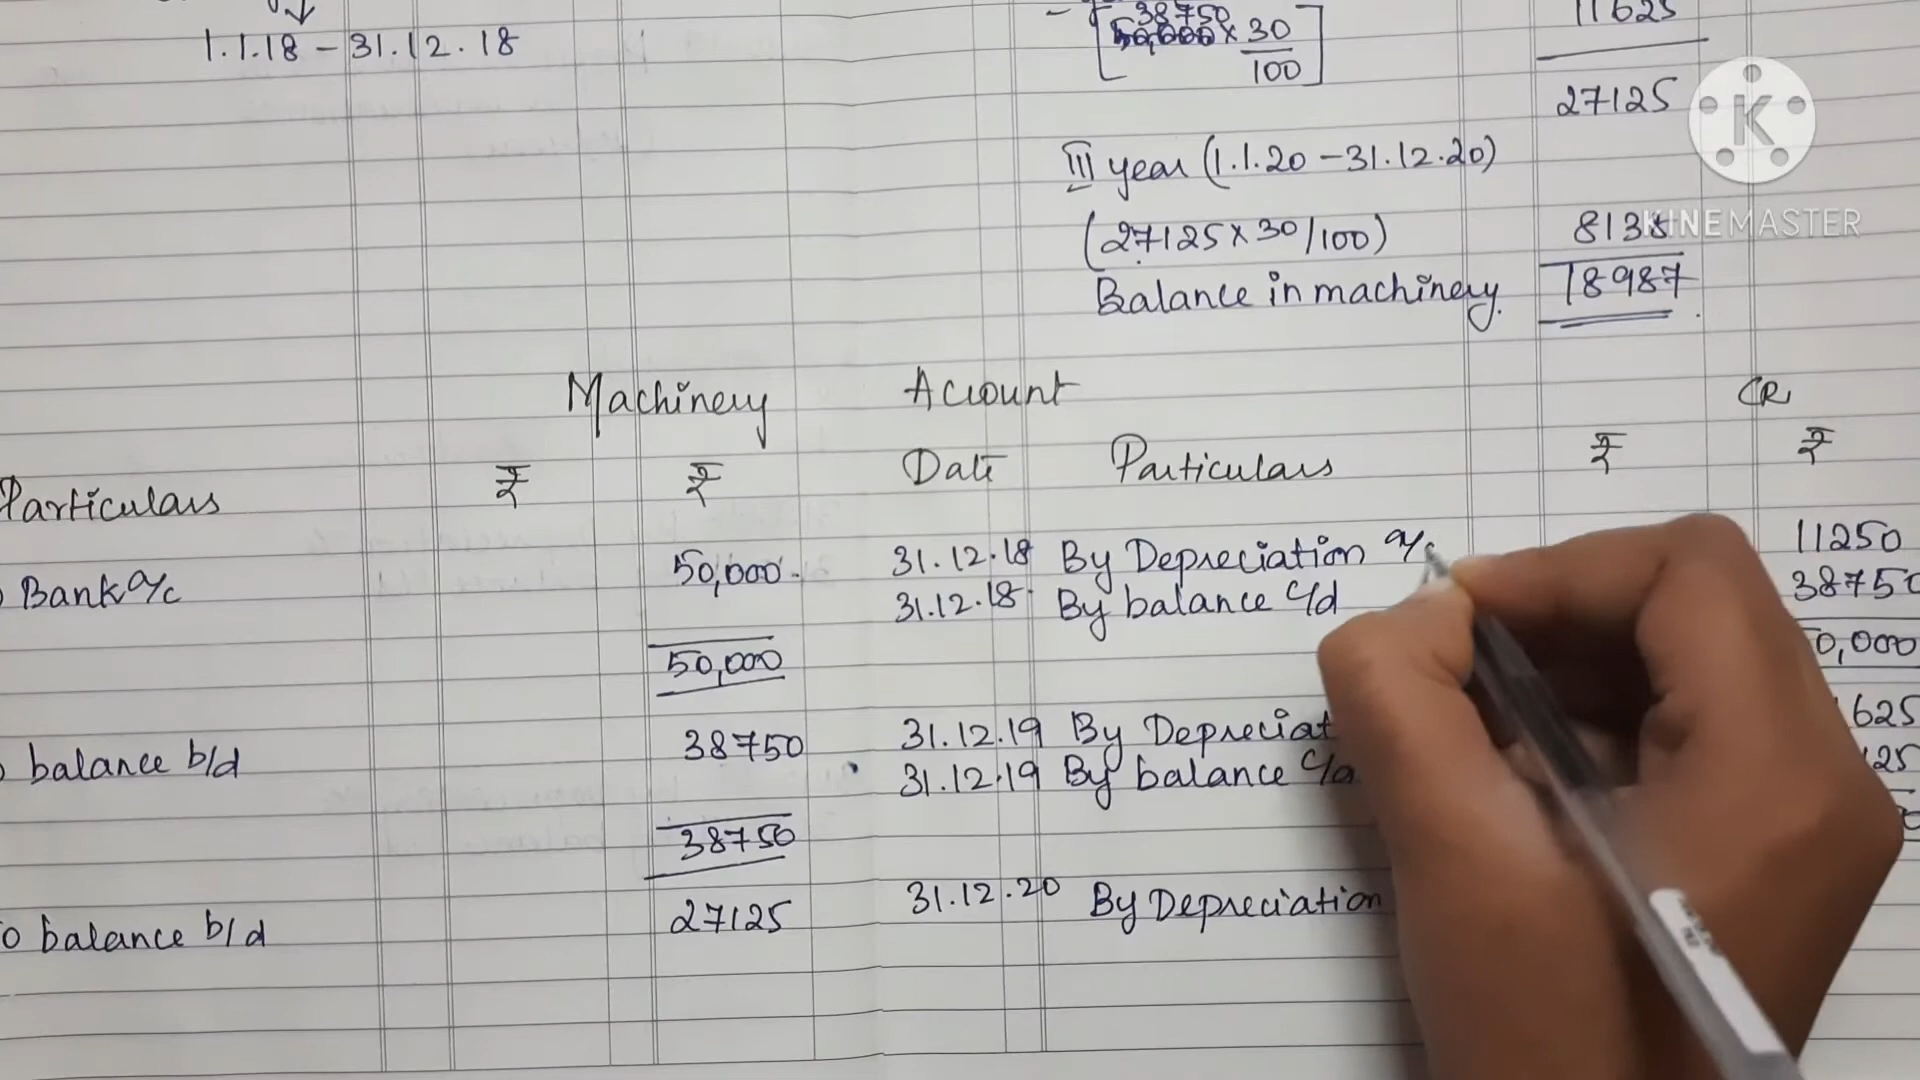 1.1.18 - 31.12.18
38750
50,000 × 30
100
11625
27125
III year (1.1.20 - 31.12.20)
(27125 × 30/100)
8138
Balance in machinery
18987
K
KINEMASTER
Machinery Account
CR
Particulars ₹ ₹ Date Particulars ₹ ₹
Bank a/c 50,000 31.12.18 By Depreciation a/c 11250
31.12.18 By balance c/d 38750
50,000 0,000
balance b/d 38750 31.12.19 By Depreciat 625
31.12.19 By balance c/d 125
38750
o balance b/d 27125 31.12.20 By Depreciation